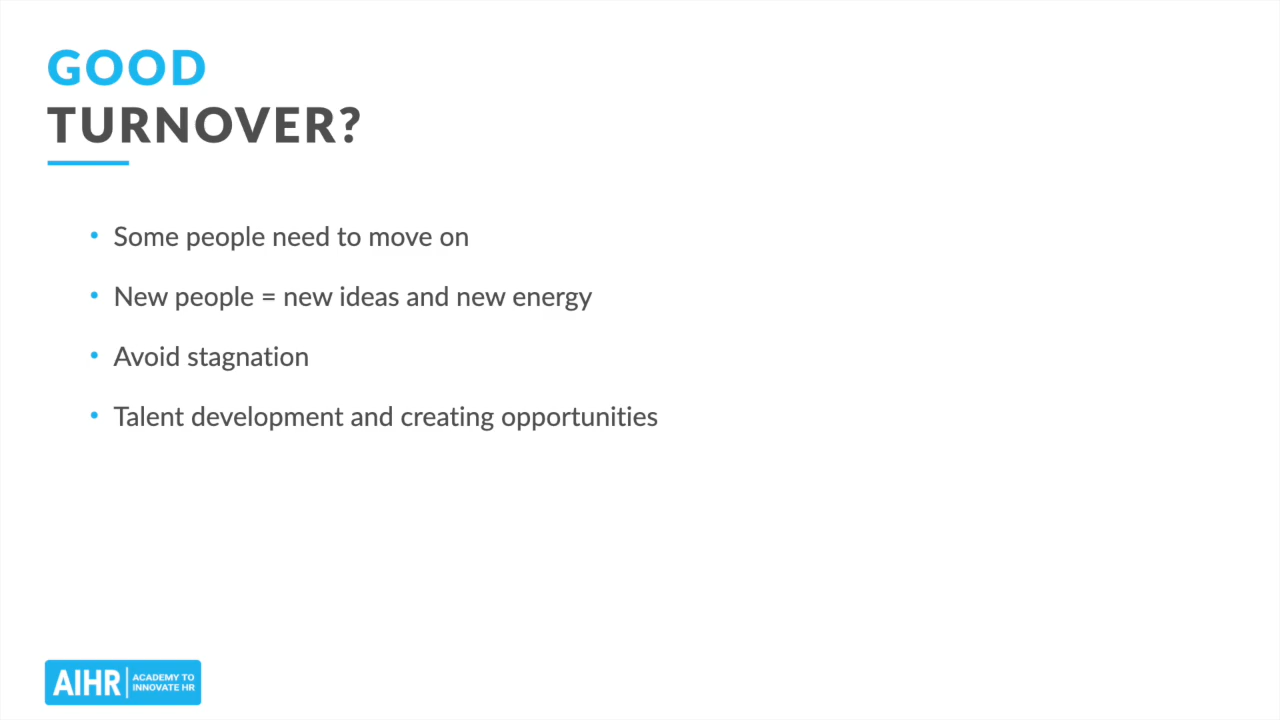 GOOD
TURNOVER?
• Some people need to move on
• New people = new ideas and new energy
• Avoid stagnation
• Talent development and creating opportunities
AIHR
ACADEMY TO
INNOVATE HR